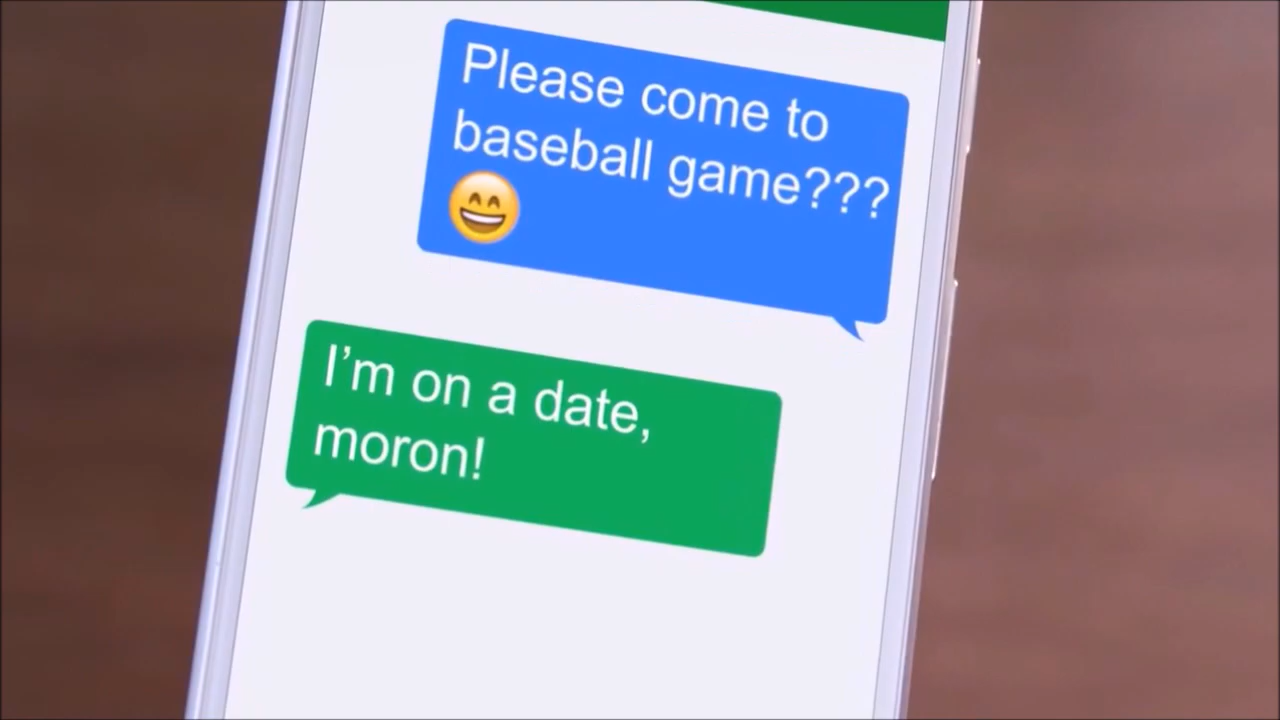 Please come to
baseball game???
😄
I’m on a date,
moron!